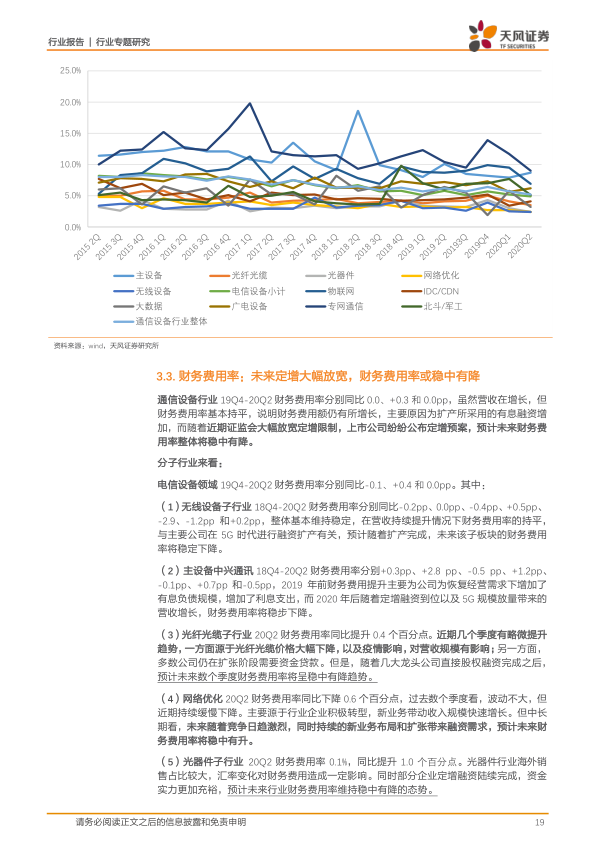 行业报告 | 行业专题研究
天风证券
TF SECURITIES
25.0%
20.0%
15.0%
10.0%
5.0%
0.0%
2015 2Q
2015 3Q
2015 4Q
2016 1Q
2016 2Q
2016 3Q
2016 4Q
2017 1Q
2017 2Q
2017 3Q
2017 4Q
2018 1Q
2018 2Q
2018 3Q
2018 4Q
2019 1Q
2019 2Q
20193Q
2019Q4
2020Q1
2020Q2
主设备 光纤光缆 光器件 网络优化
无线设备 电信设备小计 物联网 IDC/CDN
大数据 广电设备 专网通信 北斗/军工
通信设备行业整体
资料来源：wind，天风证券研究所
3.3. 财务费用率：未来定增大幅放宽，财务费用率或稳中有降
通信设备行业 19Q4-20Q2 财务费用率分别同比 0.0、+0.3 和 0.0pp，虽然营收在增长，但
财务费用率基本持平，说明财务费用额仍有所增长，主要原因为扩产所采用的有息融资增
加，而随着近期证监会大幅放宽定增限制，上市公司纷纷公布定增预案，预计未来财务费
用率整体将稳中有降。
分子行业来看：
电信设备领域 19Q4-20Q2 财务费用率分别同比-0.1、+0.4 和 0.0pp。其中：
（1）无线设备子行业 18Q4-20Q2 财务费用率分别同比-0.2pp、0.0pp、-0.4pp、+0.5pp、
-2.9、-1.2pp 和+0.2pp，整体基本维持稳定，在营收持续提升情况下财务费用率的持平，
与主要公司在 5G 时代进行融资扩产有关，预计随着扩产完成，未来该子板块的财务费用
率将稳定下降。
（2）主设备中兴通讯 18Q4-20Q2 财务费用率分别+0.3pp、+2.8 pp、-0.5 pp、+1.2pp、
-0.1pp、+0.7pp 和-0.5pp，2019 年前财务费用提升主要为公司为恢复经营需求下增加了
有息负债规模，增加了利息支出，而 2020 年后随着定增融资到位以及 5G 规模放量带来的
营收增长，财务费用率将稳步下降。
（3）光纤光缆子行业 20Q2 财务费用率同比提升 0.4 个百分点。近期几个季度有略微提升
趋势，一方面源于光纤光缆价格大幅下降，以及疫情影响，对营收规模有影响；另一方面，
多数公司仍在扩张阶段需要资金贷款。但是，随着几大龙头公司直接股权融资完成之后，
预计未来数个季度财务费用率将呈稳中有降趋势。
（4）网络优化 20Q2 财务费用率同比下降 0.6 个百分点，过去数个季度看，波动不大，但
近期持续缓慢下降。主要源于行业企业积极转型，新业务带动收入规模快速增长。但中长
期看，未来随着竞争日趋激烈，同时持续的新业务布局和扩张带来融资需求，预计未来财
务费用率将稳中有升。
（5）光器件子行业 20Q2 财务费用率 0.1%，同比提升 1.0 个百分点。光器件行业海外销
售占比较大，汇率变化对财务费用造成一定影响。同时部分企业定增融资陆续完成，资金
实力更加充裕，预计未来行业财务费用率维持稳中有降的态势。
请务必阅读正文之后的信息披露和免责申明
19